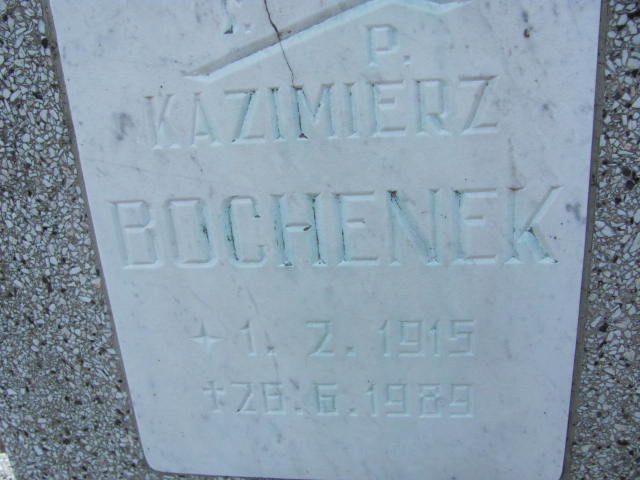 Ś. P.
KAZIMIERZ
BOCHENEK
+ 1. 2. 1915
† 26. 6. 1989